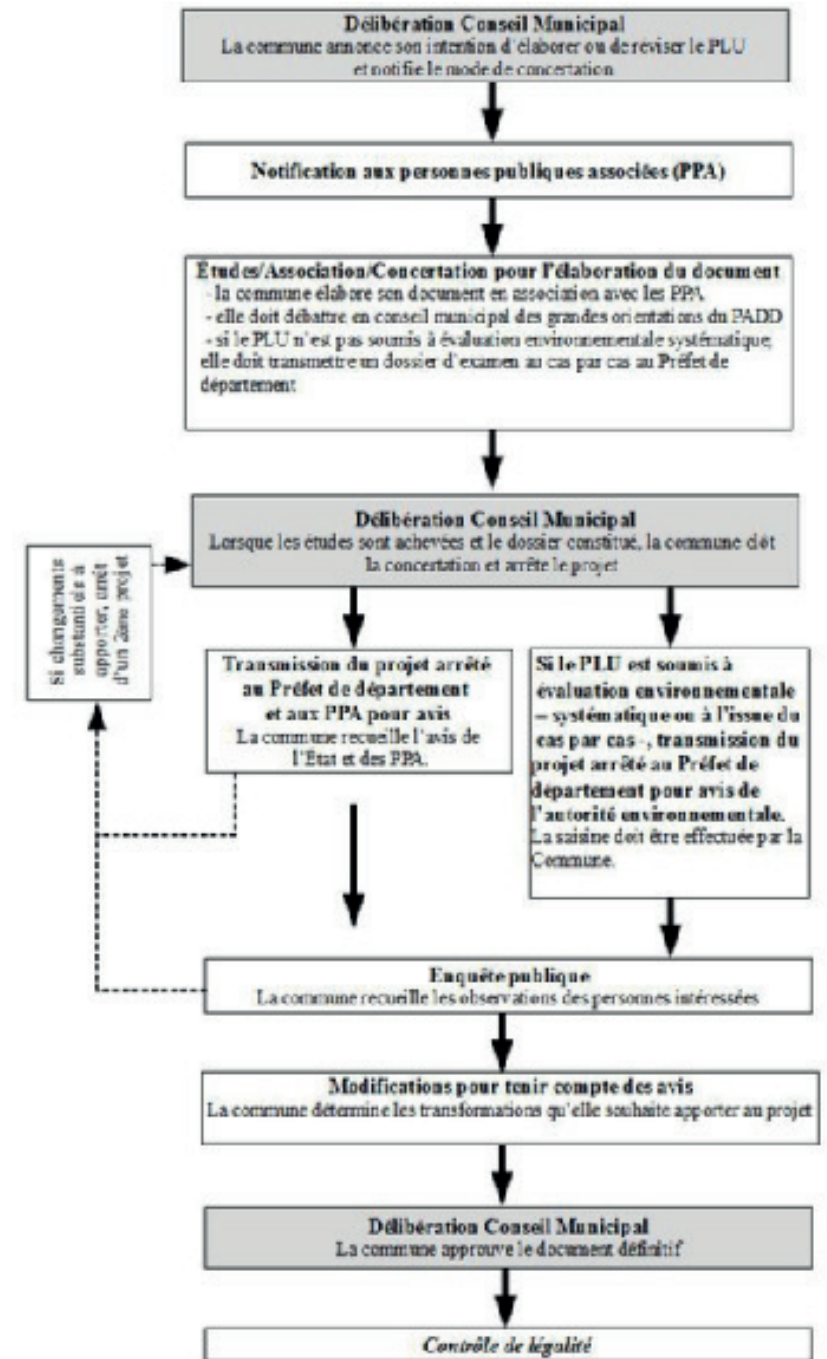 Délibération Conseil Municipal
La commune annonce son intention d'élaborer ou de réviser le PLU
et notifie le mode de concertation
Notification aux personnes publiques associées (PPA)
Études/Association/Concertation pour l'élaboration du document
- la commune élabore son document en association avec les PPA
- elle doit débattre en conseil municipal des grandes orientations du PADD
- si le PLU n'est pas soumis à évaluation environnementale systématique,
elle doit transmettre un dossier d'examen au cas par cas au Préfet de
département
Délibération Conseil Municipal
Lorsque les études sont achevées et le dossier constitué, la commune clôt
la concertation et arrête le projet
Si changements
substantiels à
apporter, arrêt
d'un 2ème projet
Transmission du projet arrêté
au Préfet de département
et aux PPA pour avis
La commune recueille l'avis de
l'État et des PPA.
Si le PLU est soumis à
évaluation environnementale
– systématique ou à l'issue du
cas par cas -, transmission du
projet arrêté au Préfet de
département pour avis de
l'autorité environnementale.
La saisine doit être effectuée par la
Commune.
Enquête publique
La commune recueille les observations des personnes intéressées
Modifications pour tenir compte des avis
La commune détermine les transformations qu'elle souhaite apporter au projet
Délibération Conseil Municipal
La commune approuve le document définitif
Contrôle de légalité